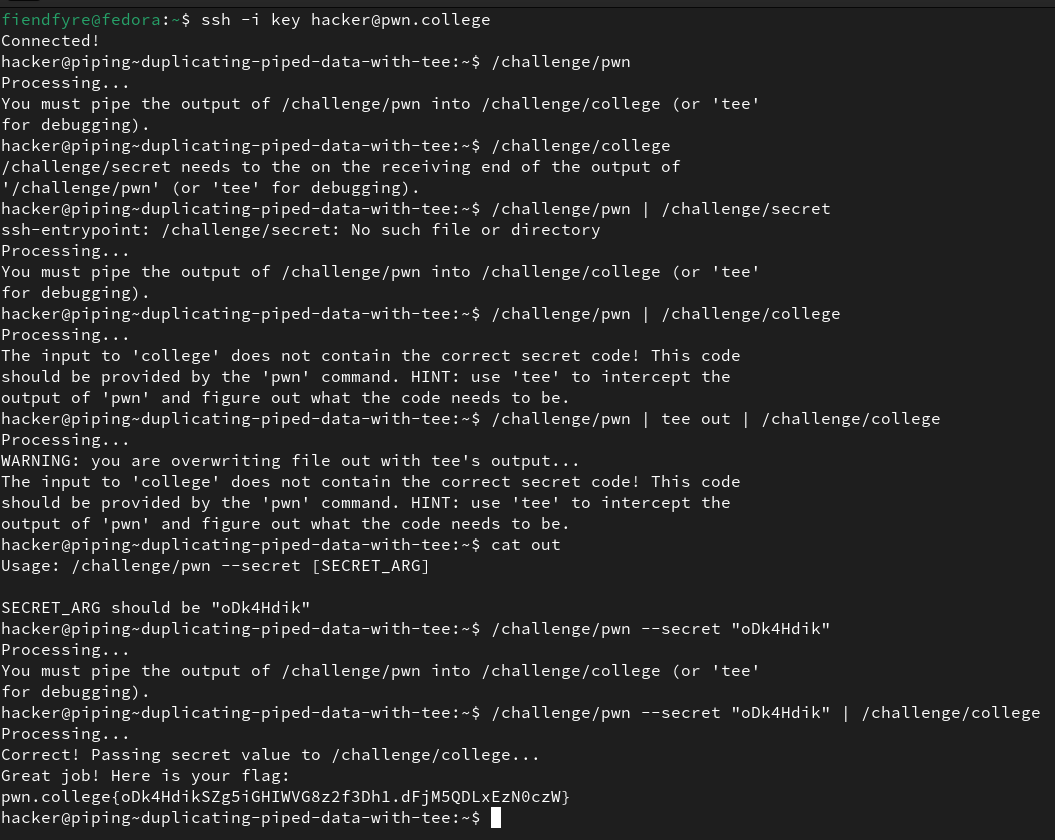 fiendfyre@fedora:~$ ssh -i key hacker@pwn.college
Connected!
hacker@piping~duplicating-piped-data-with-tee:~$ /challenge/pwn
Processing...
You must pipe the output of /challenge/pwn into /challenge/college (or 'tee'
for debugging).
hacker@piping~duplicating-piped-data-with-tee:~$ /challenge/college
/challenge/secret needs to the on the receiving end of the output of
'/challenge/pwn' (or 'tee' for debugging).
hacker@piping~duplicating-piped-data-with-tee:~$ /challenge/pwn | /challenge/secret
ssh-entrypoint: /challenge/secret: No such file or directory
Processing...
You must pipe the output of /challenge/pwn into /challenge/college (or 'tee'
for debugging).
hacker@piping~duplicating-piped-data-with-tee:~$ /challenge/pwn | /challenge/college
Processing...
The input to 'college' does not contain the correct secret code! This code
should be provided by the 'pwn' command. HINT: use 'tee' to intercept the
output of 'pwn' and figure out what the code needs to be.
hacker@piping~duplicating-piped-data-with-tee:~$ /challenge/pwn | tee out | /challenge/college
Processing...
WARNING: you are overwriting file out with tee's output...
The input to 'college' does not contain the correct secret code! This code
should be provided by the 'pwn' command. HINT: use 'tee' to intercept the
output of 'pwn' and figure out what the code needs to be.
hacker@piping~duplicating-piped-data-with-tee:~$ cat out
Usage: /challenge/pwn --secret [SECRET_ARG]

SECRET_ARG should be "oDk4Hdik"
hacker@piping~duplicating-piped-data-with-tee:~$ /challenge/pwn --secret "oDk4Hdik"
Processing...
You must pipe the output of /challenge/pwn into /challenge/college (or 'tee'
for debugging).
hacker@piping~duplicating-piped-data-with-tee:~$ /challenge/pwn --secret "oDk4Hdik" | /challenge/college
Processing...
Correct! Passing secret value to /challenge/college...
Great job! Here is your flag:
pwn.college{oDk4HdikSZg5iGHIWVG8z2f3Dh1.dFjM5QDLxEzN0czW}
hacker@piping~duplicating-piped-data-with-tee:~$